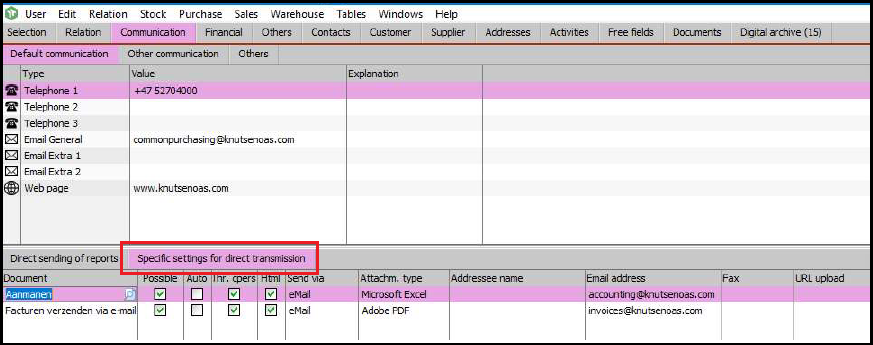 User Edit Relation Stock Purchase Sales Warehouse Tables Windows Help
Selection Relation Communication Financial Others Contacts Customer Supplier Addresses Activities Free fields Documents Digital archive (15)
Default communication Other communication Others
Type Value Explanation
Telephone 1 +47 52704000
Telephone 2
Telephone 3
Email General commonpurchasing@knutsenoas.com
Email Extra 1
Email Extra 2
Web page www.knutsenoas.com
Direct sending of reports Specific settings for direct transmission
Document Possible Auto Thr. cpers Html Send via Attachm. type Addressee name Email address Fax URL upload
Aanmanen eMail Microsoft Excel accounting@knutsenoas.com
Facturen verzenden via e-mail eMail Adobe PDF invoices@knutsenoas.com